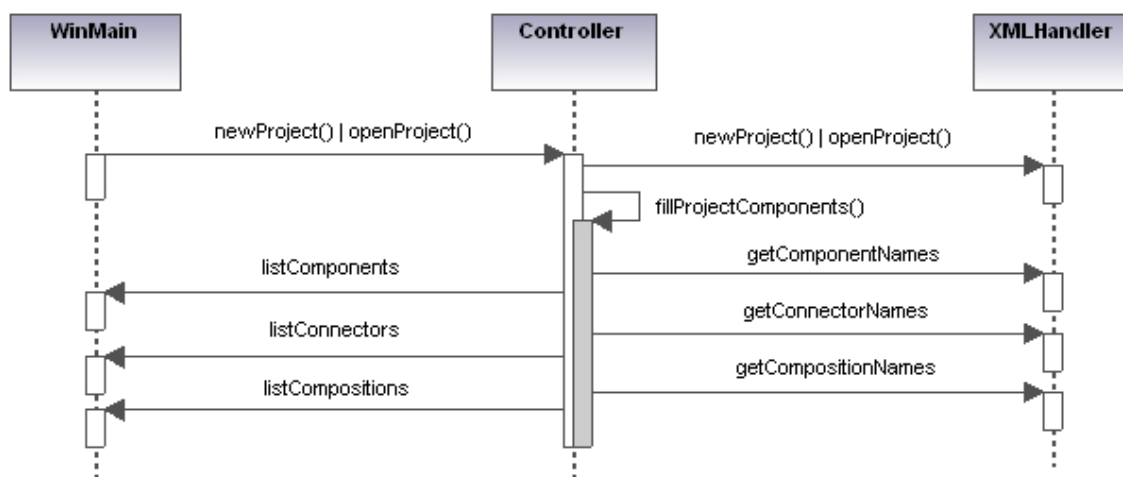 WinMain
Controller
XMLHandler
newProject() | openProject()
newProject() | openProject()
fillProjectComponents()
listComponents
getComponentNames
listConnectors
getConnectorNames
listCompositions
getCompositionNames